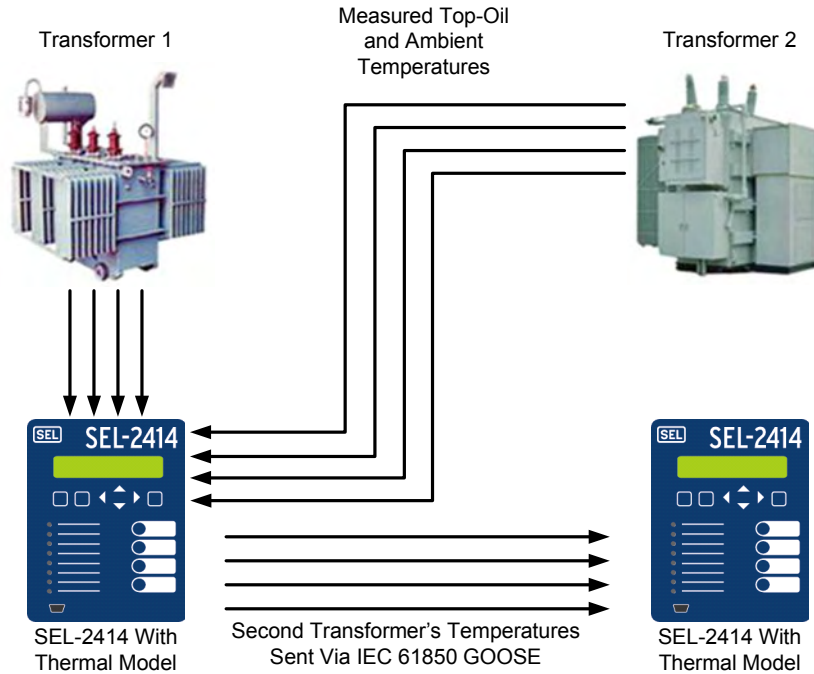 Transformer 1
Measured Top-Oil
and Ambient
Temperatures
Transformer 2
SEL SEL-2414
SEL SEL-2414
SEL-2414 With
Thermal Model
Second Transformer's Temperatures
Sent Via IEC 61850 GOOSE
SEL-2414 With
Thermal Model